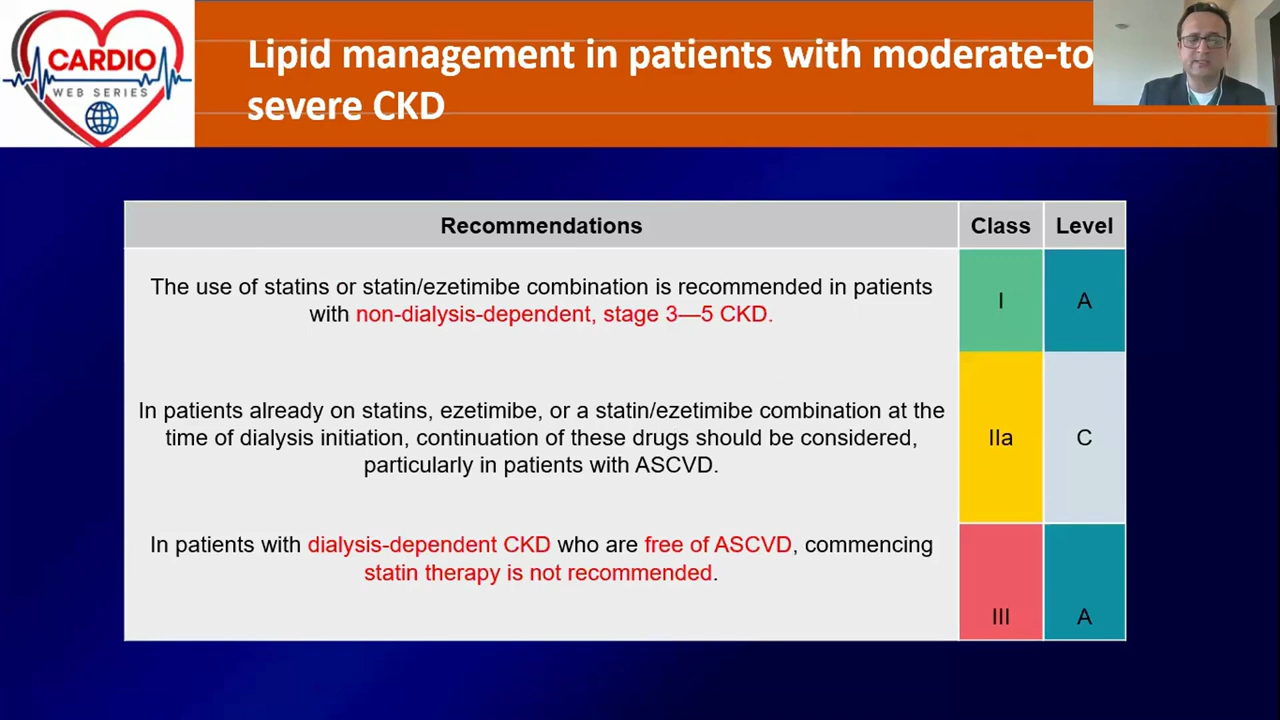 CARDIO
WEB SERIES
Lipid management in patients with moderate-to
severe CKD
Recommendations Class Level
The use of statins or statin/ezetimibe combination is recommended in patients
with non-dialysis-dependent, stage 3—5 CKD.
I A
In patients already on statins, ezetimibe, or a statin/ezetimibe combination at the
time of dialysis initiation, continuation of these drugs should be considered,
particularly in patients with ASCVD.
IIa C
In patients with dialysis-dependent CKD who are free of ASCVD, commencing
statin therapy is not recommended.
III A